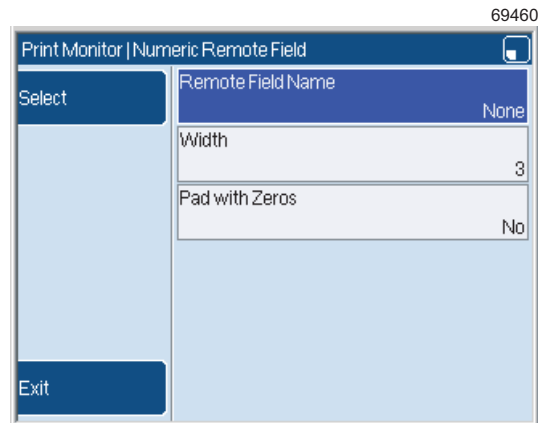 69460
Print Monitor | Numeric Remote Field
Select
Remote Field Name
None
Width
3
Pad with Zeros
No
Exit